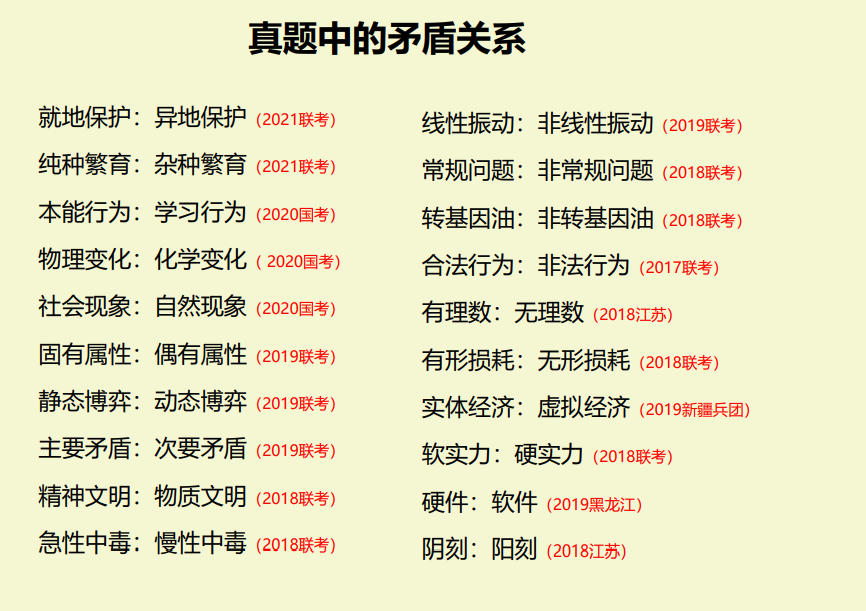 真题中的矛盾关系
就地保护：异地保护（2021联考）
纯种繁育：杂种繁育（2021联考）
本能行为：学习行为（2020国考）
物理变化：化学变化（ 2020国考）
社会现象：自然现象（2020国考）
固有属性：偶有属性（2019联考）
静态博弈：动态博弈（2019联考）
主要矛盾：次要矛盾（2019联考）
精神文明：物质文明（2018联考）
急性中毒：慢性中毒（2018联考）
线性振动：非线性振动（2019联考）
常规问题：非常规问题（2018联考）
转基因油：非转基因油（2018联考）
合法行为：非法行为（2017联考）
有理数：无理数（2018江苏）
有形损耗：无形损耗（2018联考）
实体经济：虚拟经济（2019新疆兵团）
软实力：硬实力（2018联考）
硬件：软件（2019黑龙江）
阴刻：阳刻（2018江苏）